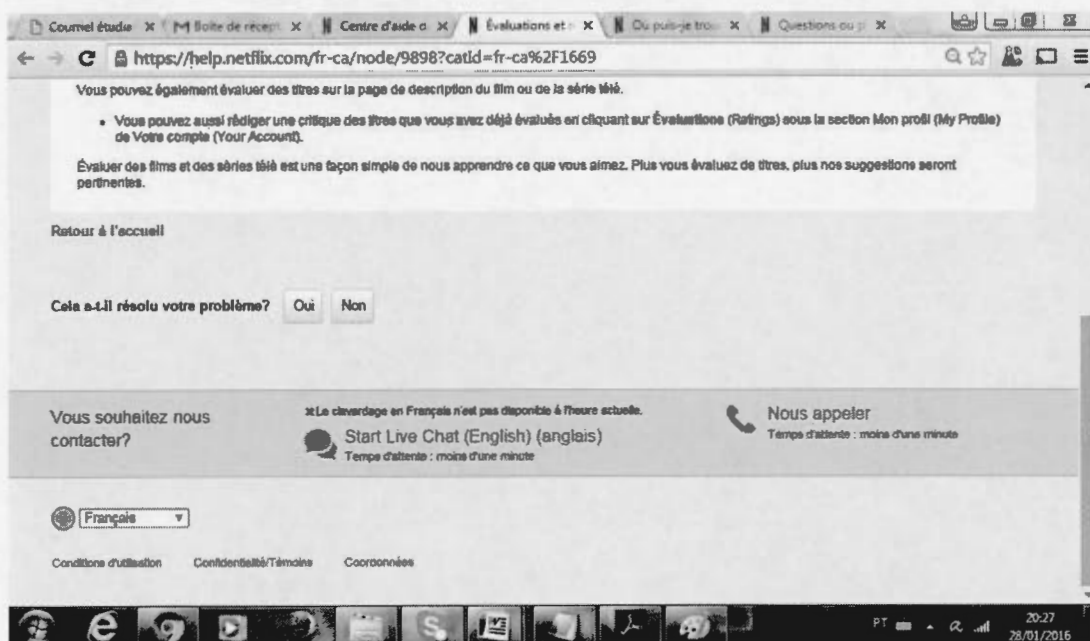 Courriel étudia
Boîte de récept
Centre d'aide d
Évaluations et
Où puis-je trou
Questions ou p
https://help.netflix.com/fr-ca/node/9898?catId=fr-ca%2F1669
Vous pouvez également évaluer des titres sur la page de description du film ou de la série télé.
• Vous pouvez aussi rédiger une critique des titres que vous avez déjà évalués en cliquant sur Évaluations (Ratings) sous la section Mon profil (My Profile)
de Votre compte (Your Account).
Évaluer des films et des séries télé est une façon simple de nous apprendre ce que vous aimez. Plus vous évaluez de titres, plus nos suggestions seront
pertinentes.
Retour à l'accueil
Cela a-t-il résolu votre problème? Oui Non
Vous souhaitez nous
contacter?
Le clavardage en Français n'est pas disponible à l'heure actuelle.
Start Live Chat (English) (anglais)
Temps d'attente : moins d'une minute
Nous appeler
Temps d'attente : moins d'une minute
Français
Conditions d'utilisation Confidentialité/Témoins Coordonnées
PT
20:27
28/01/2016